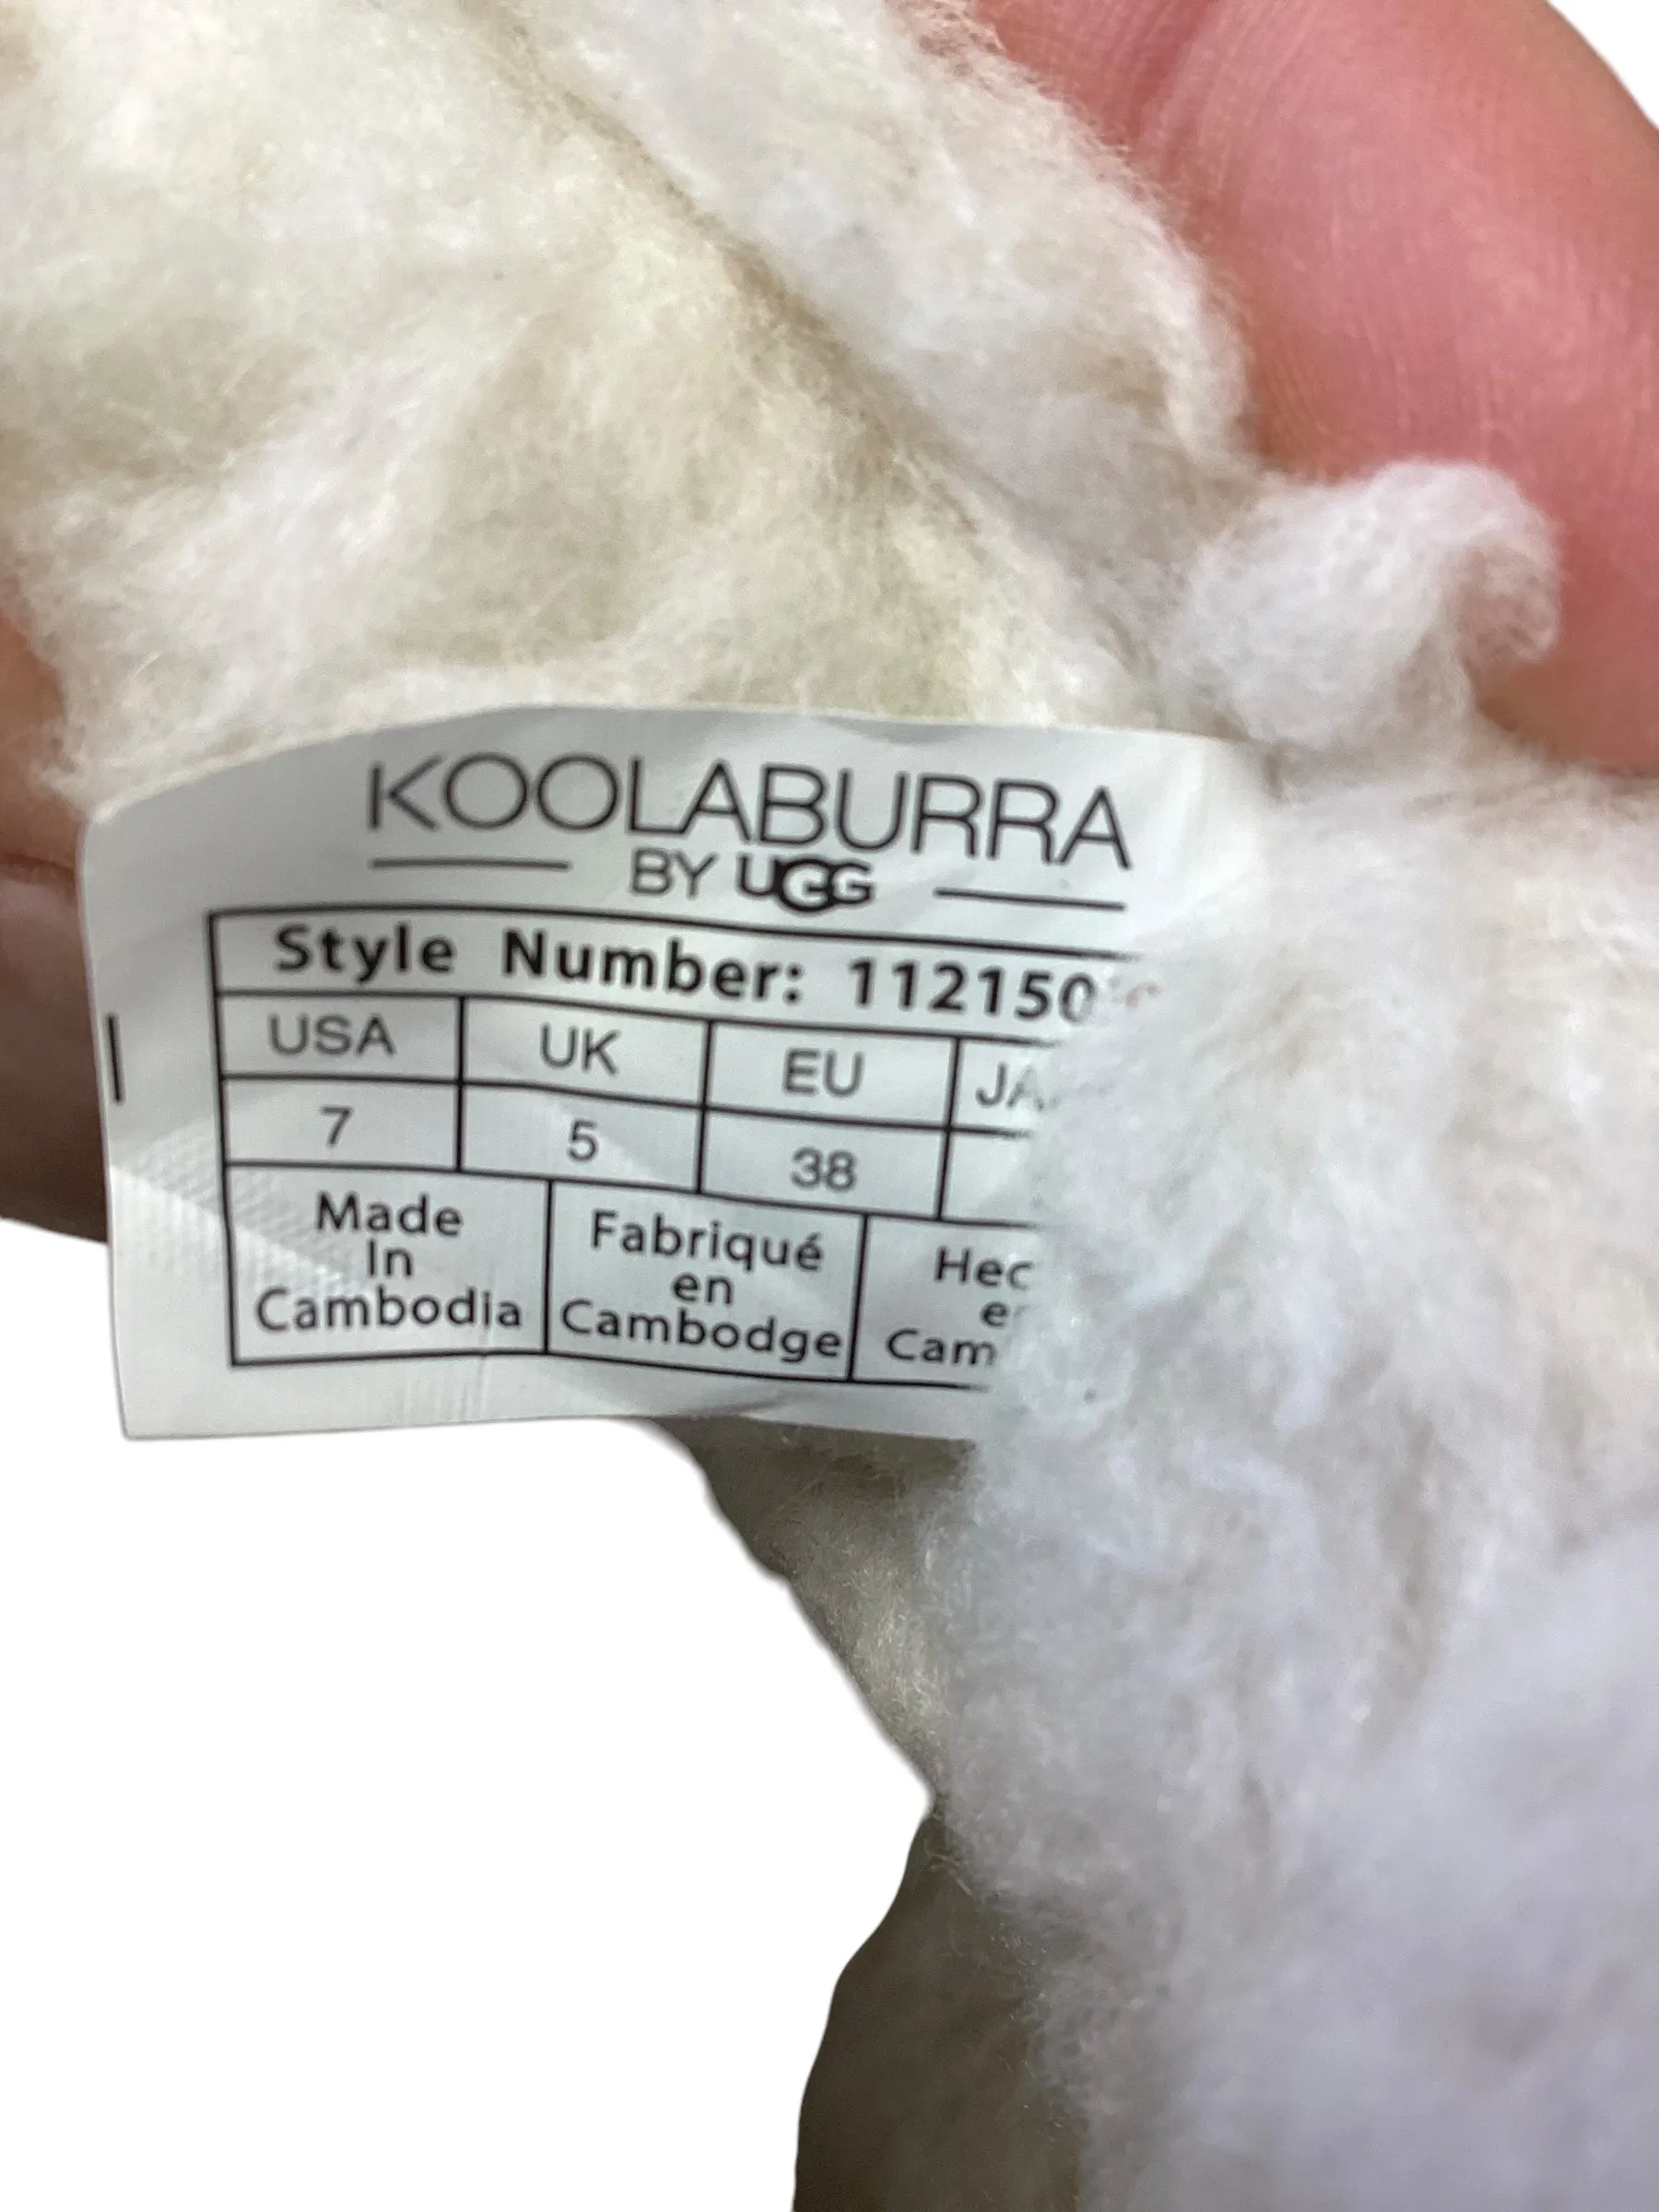 KOOLABURRA
BY UGG
Style Number: 112150
USA UK EU
7 5 38
Made Fabriqué
In en
Cambodia Cambodge